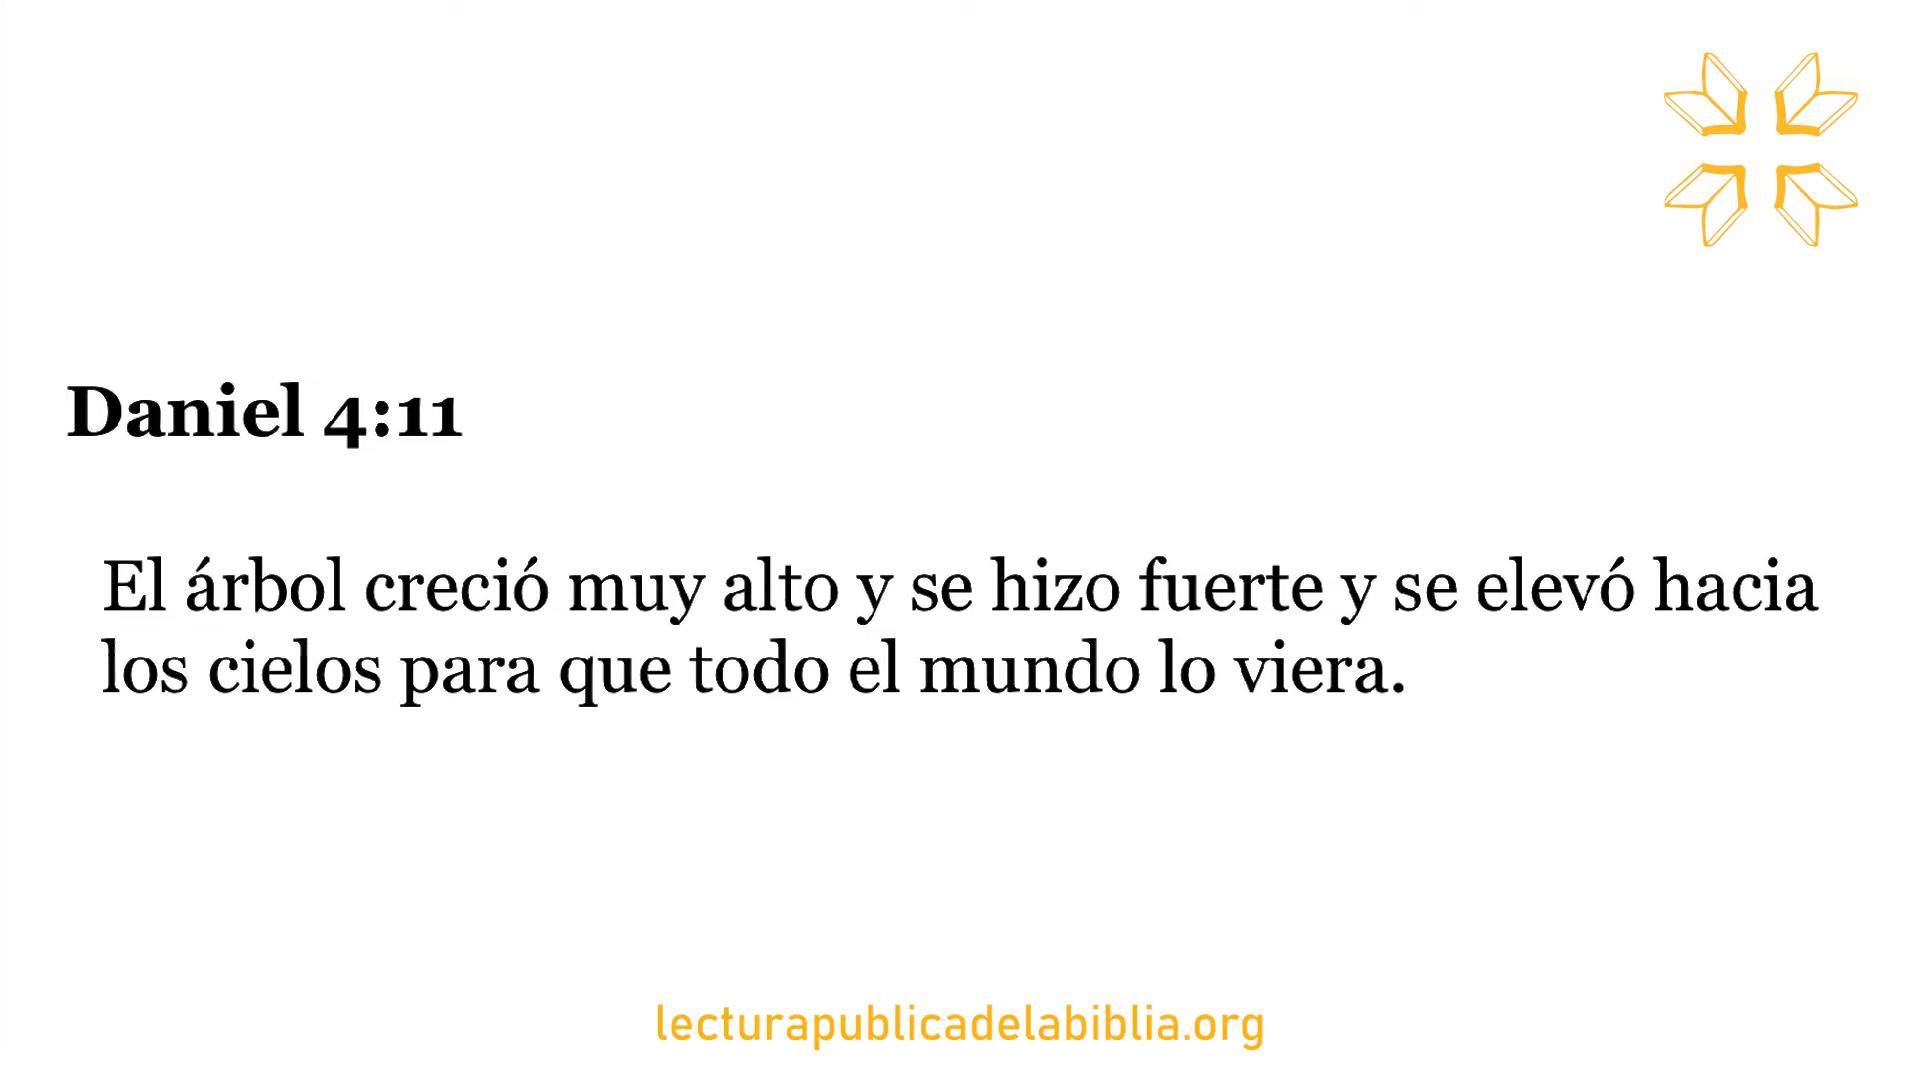 Daniel 4:11
El árbol creció muy alto y se hizo fuerte y se elevó hacia
los cielos para que todo el mundo lo viera.
lecturapublicadelabiblia.org